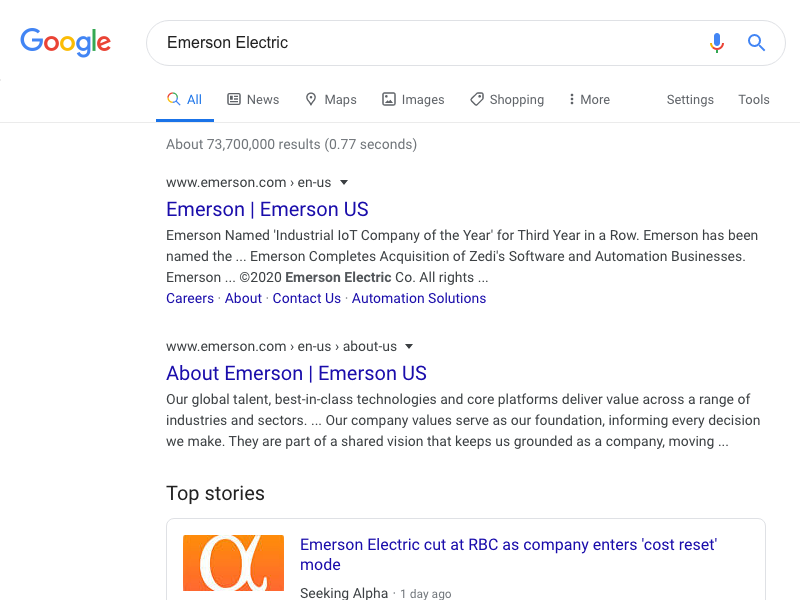 Google
Emerson Electric
All News Maps Images Shopping More Settings Tools
About 73,700,000 results (0.77 seconds)
www.emerson.com › en-us
Emerson | Emerson US
Emerson Named 'Industrial IoT Company of the Year' for Third Year in a Row. Emerson has been
named the ... Emerson Completes Acquisition of Zedi's Software and Automation Businesses.
Emerson ... ©2020 Emerson Electric Co. All rights ...
Careers · About · Contact Us · Automation Solutions
www.emerson.com › en-us › about-us
About Emerson | Emerson US
Our global talent, best-in-class technologies and core platforms deliver value across a range of
industries and sectors. ... Our company values serve as our foundation, informing every decision
we make. They are part of a shared vision that keeps us grounded as a company, moving ...
Top stories
α
Emerson Electric cut at RBC as company enters 'cost reset'
mode
Seeking Alpha · 1 day ago